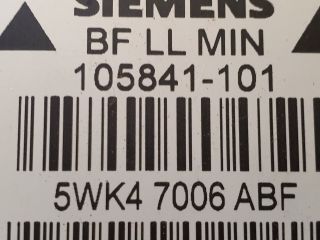 SIEMENS
BF LL MIN
105841-101
5WK4 7006 ABF